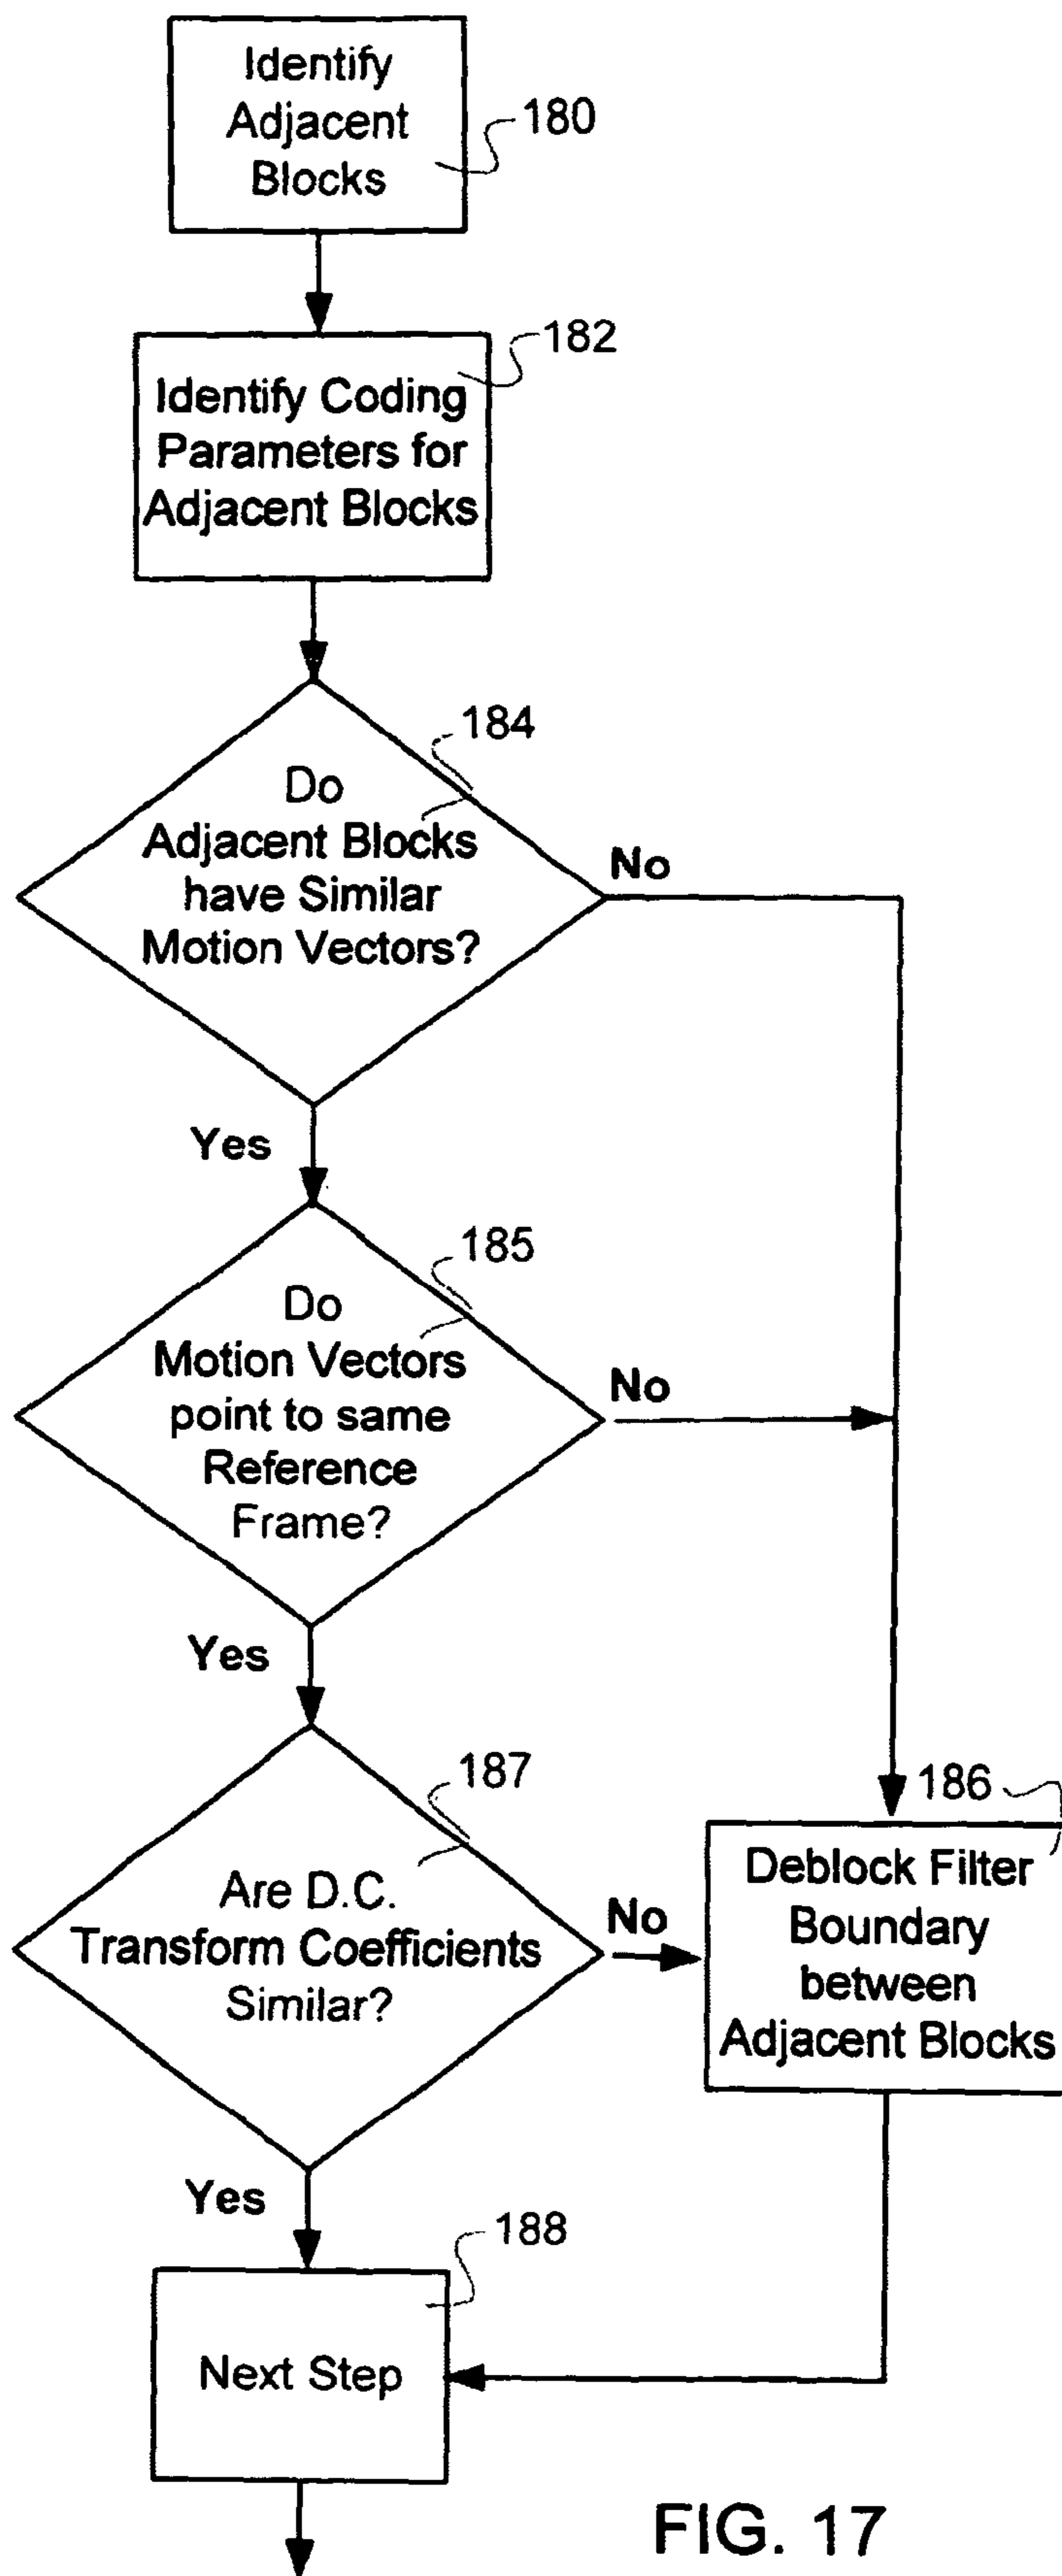 Identify
Adjacent
Blocks
180
182
Identify Coding
Parameters for
Adjacent Blocks
184
Do
Adjacent Blocks
have Similar
Motion Vectors?
No
Yes
185
Do
Motion Vectors
point to same
Reference
Frame?
No
Yes
187
Are D.C.
Transform Coefficients
Similar?
No
186
Deblock Filter
Boundary
between
Adjacent Blocks
Yes
188
Next Step
FIG. 17